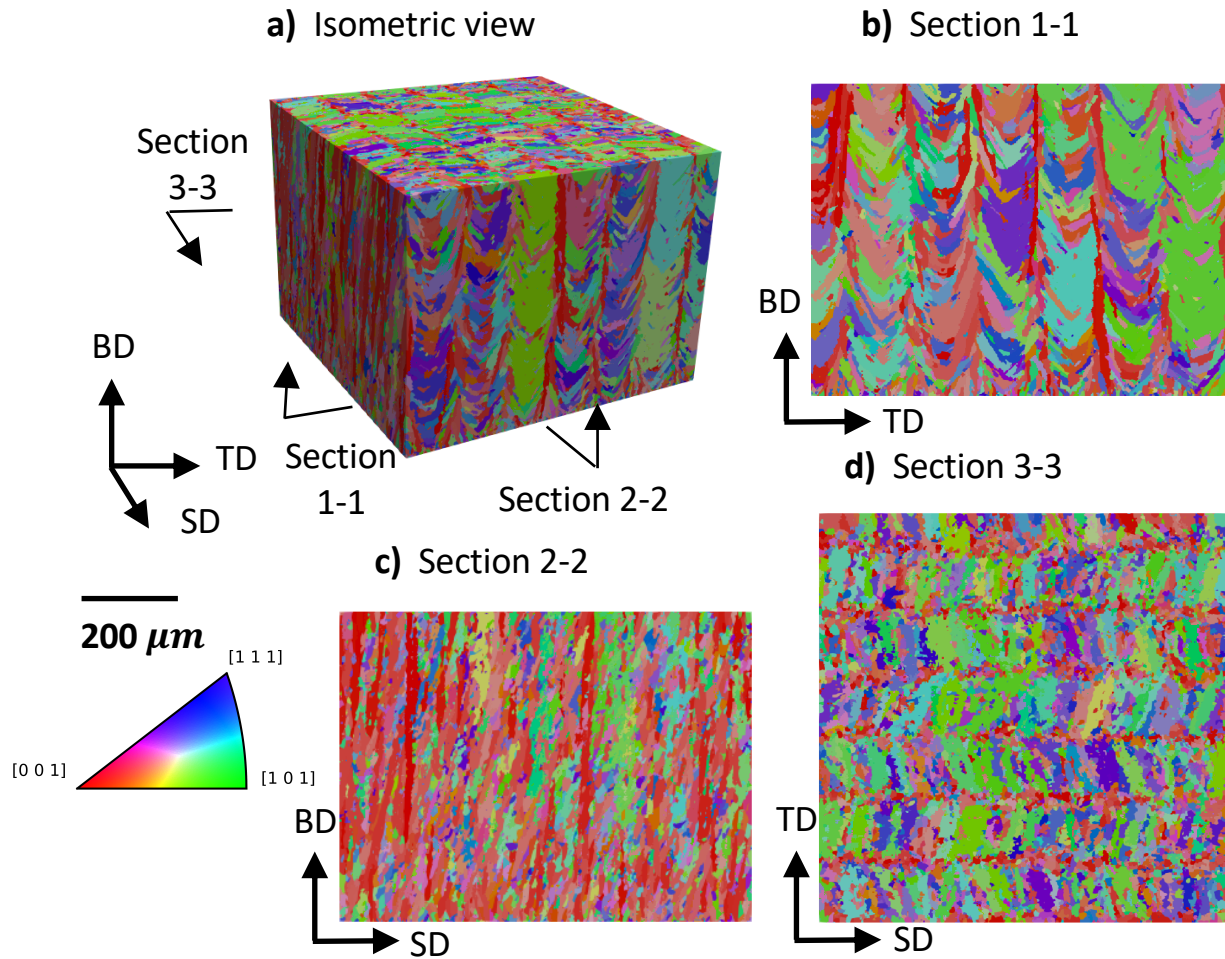 a) Isometric view
b) Section 1-1
Section
3-3
BD
TD
SD
Section
1-1
Section 2-2
BD
TD
d) Section 3-3
c) Section 2-2
200 μm
[1 1 1]
[0 0 1]
[1 0 1]
BD
SD
TD
SD